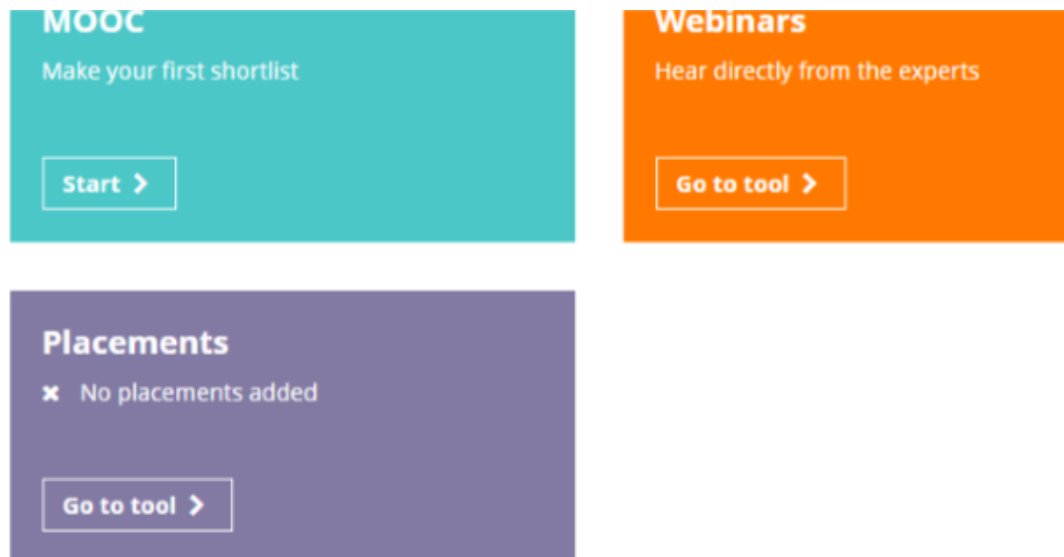 MOOC
Make your first shortlist
Start
Webinars
Hear directly from the experts
Go to tool
Placements
No placements added
Go to tool